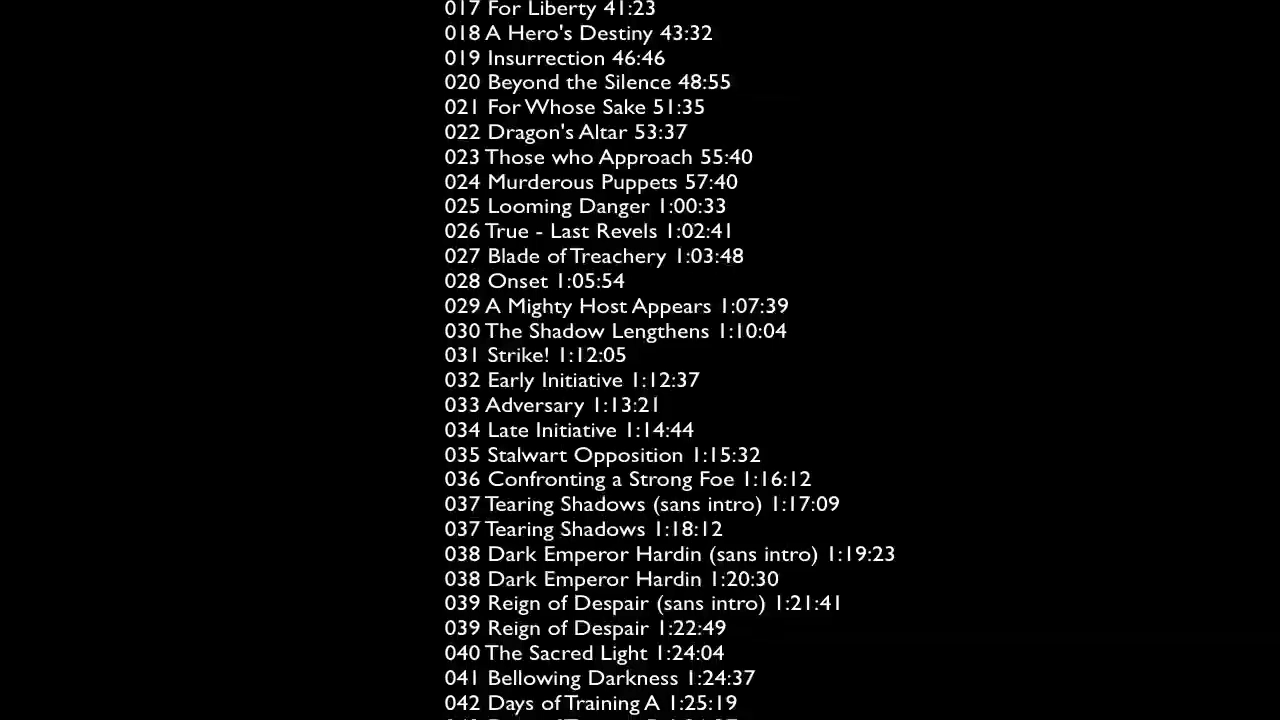 017 For Liberty 41:23
018 A Hero's Destiny 43:32
019 Insurrection 46:46
020 Beyond the Silence 48:55
021 For Whose Sake 51:35
022 Dragon's Altar 53:37
023 Those who Approach 55:40
024 Murderous Puppets 57:40
025 Looming Danger 1:00:33
026 True - Last Revels 1:02:41
027 Blade of Treachery 1:03:48
028 Onset 1:05:54
029 A Mighty Host Appears 1:07:39
030 The Shadow Lengthens 1:10:04
031 Strike! 1:12:05
032 Early Initiative 1:12:37
033 Adversary 1:13:21
034 Late Initiative 1:14:44
035 Stalwart Opposition 1:15:32
036 Confronting a Strong Foe 1:16:12
037 Tearing Shadows (sans intro) 1:17:09
037 Tearing Shadows 1:18:12
038 Dark Emperor Hardin (sans intro) 1:19:23
038 Dark Emperor Hardin 1:20:30
039 Reign of Despair (sans intro) 1:21:41
039 Reign of Despair 1:22:49
040 The Sacred Light 1:24:04
041 Bellowing Darkness 1:24:37
042 Days of Training A 1:25:19